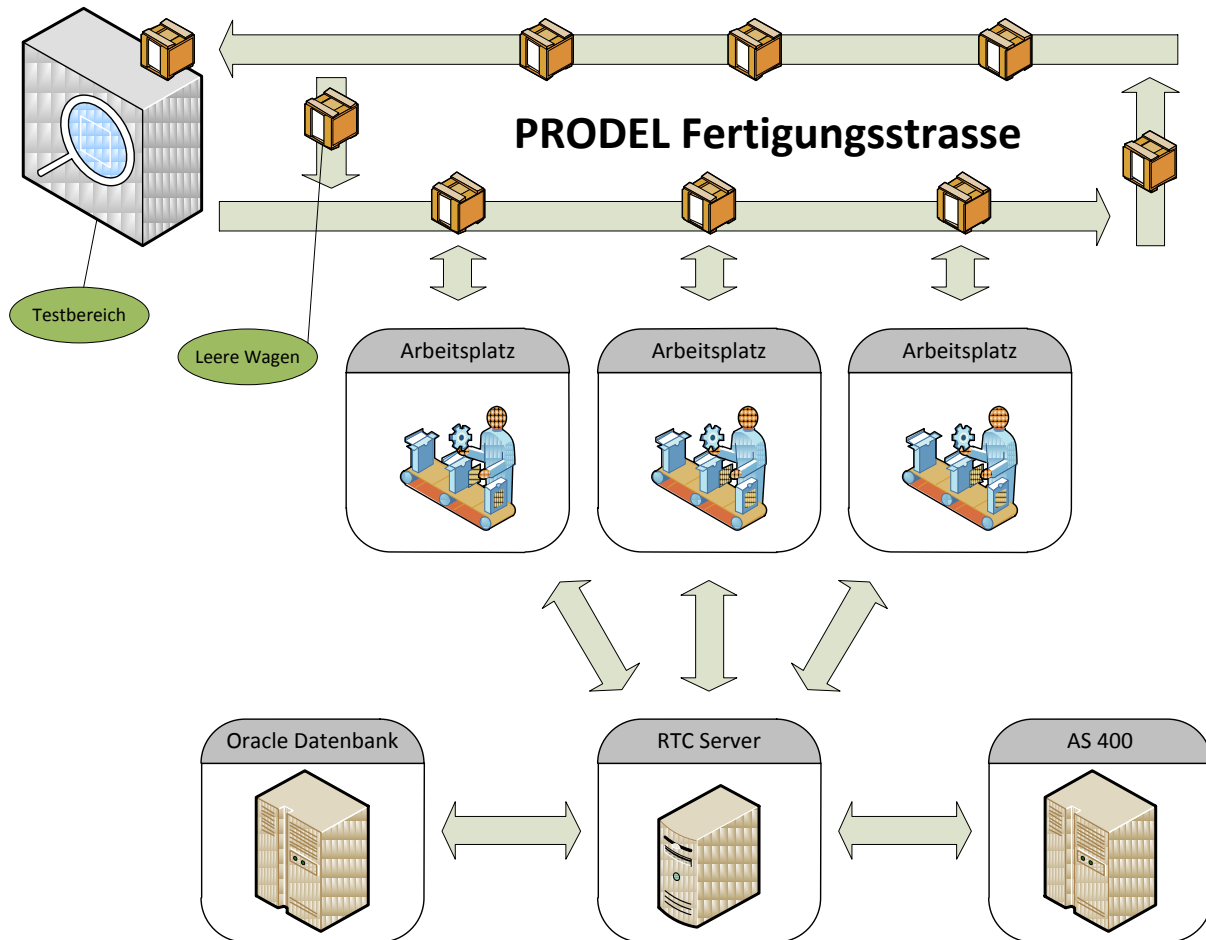 PRODEL Fertigungsstrasse
Testbereich
Leere Wagen
Arbeitsplatz
Arbeitsplatz
Arbeitsplatz
Oracle Datenbank
RTC Server
AS 400